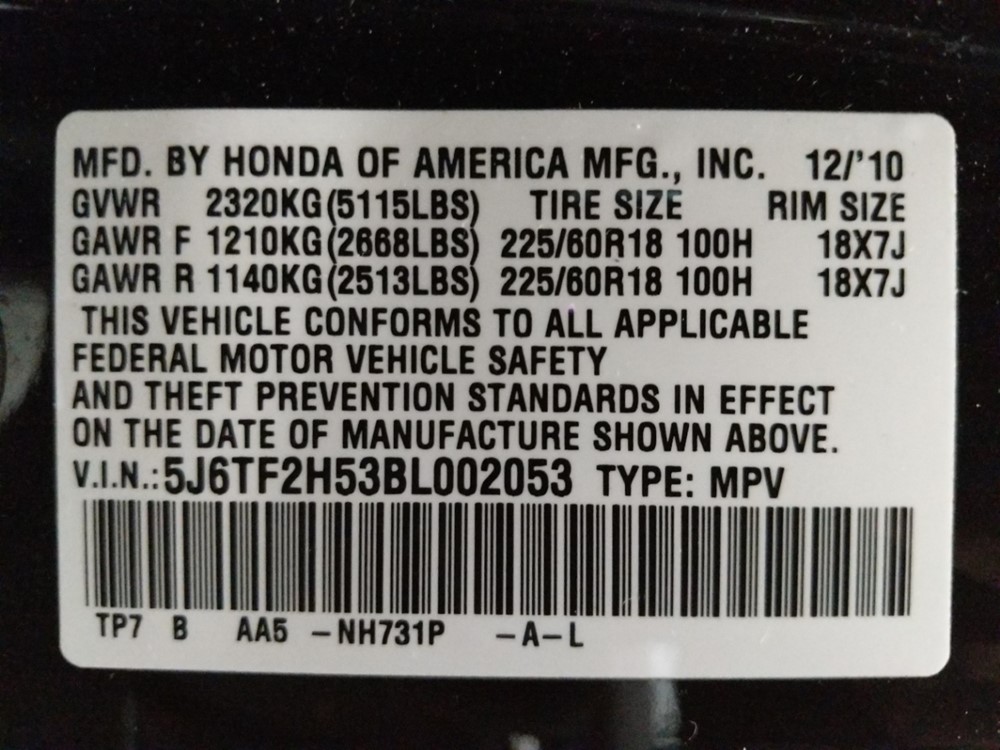 MFD. BY HONDA OF AMERICA MFG., INC. 12/'10
GVWR 2320KG(5115LBS) TIRE SIZE RIM SIZE
GAWR F 1210KG(2668LBS) 225/60R18 100H 18X7J
GAWR R 1140KG(2513LBS) 225/60R18 100H 18X7J
THIS VEHICLE CONFORMS TO ALL APPLICABLE
FEDERAL MOTOR VEHICLE SAFETY
AND THEFT PREVENTION STANDARDS IN EFFECT
ON THE DATE OF MANUFACTURE SHOWN ABOVE.
V.I.N.:5J6TF2H53BL002053 TYPE: MPV
TP7 B AA5 -NH731P -A-L